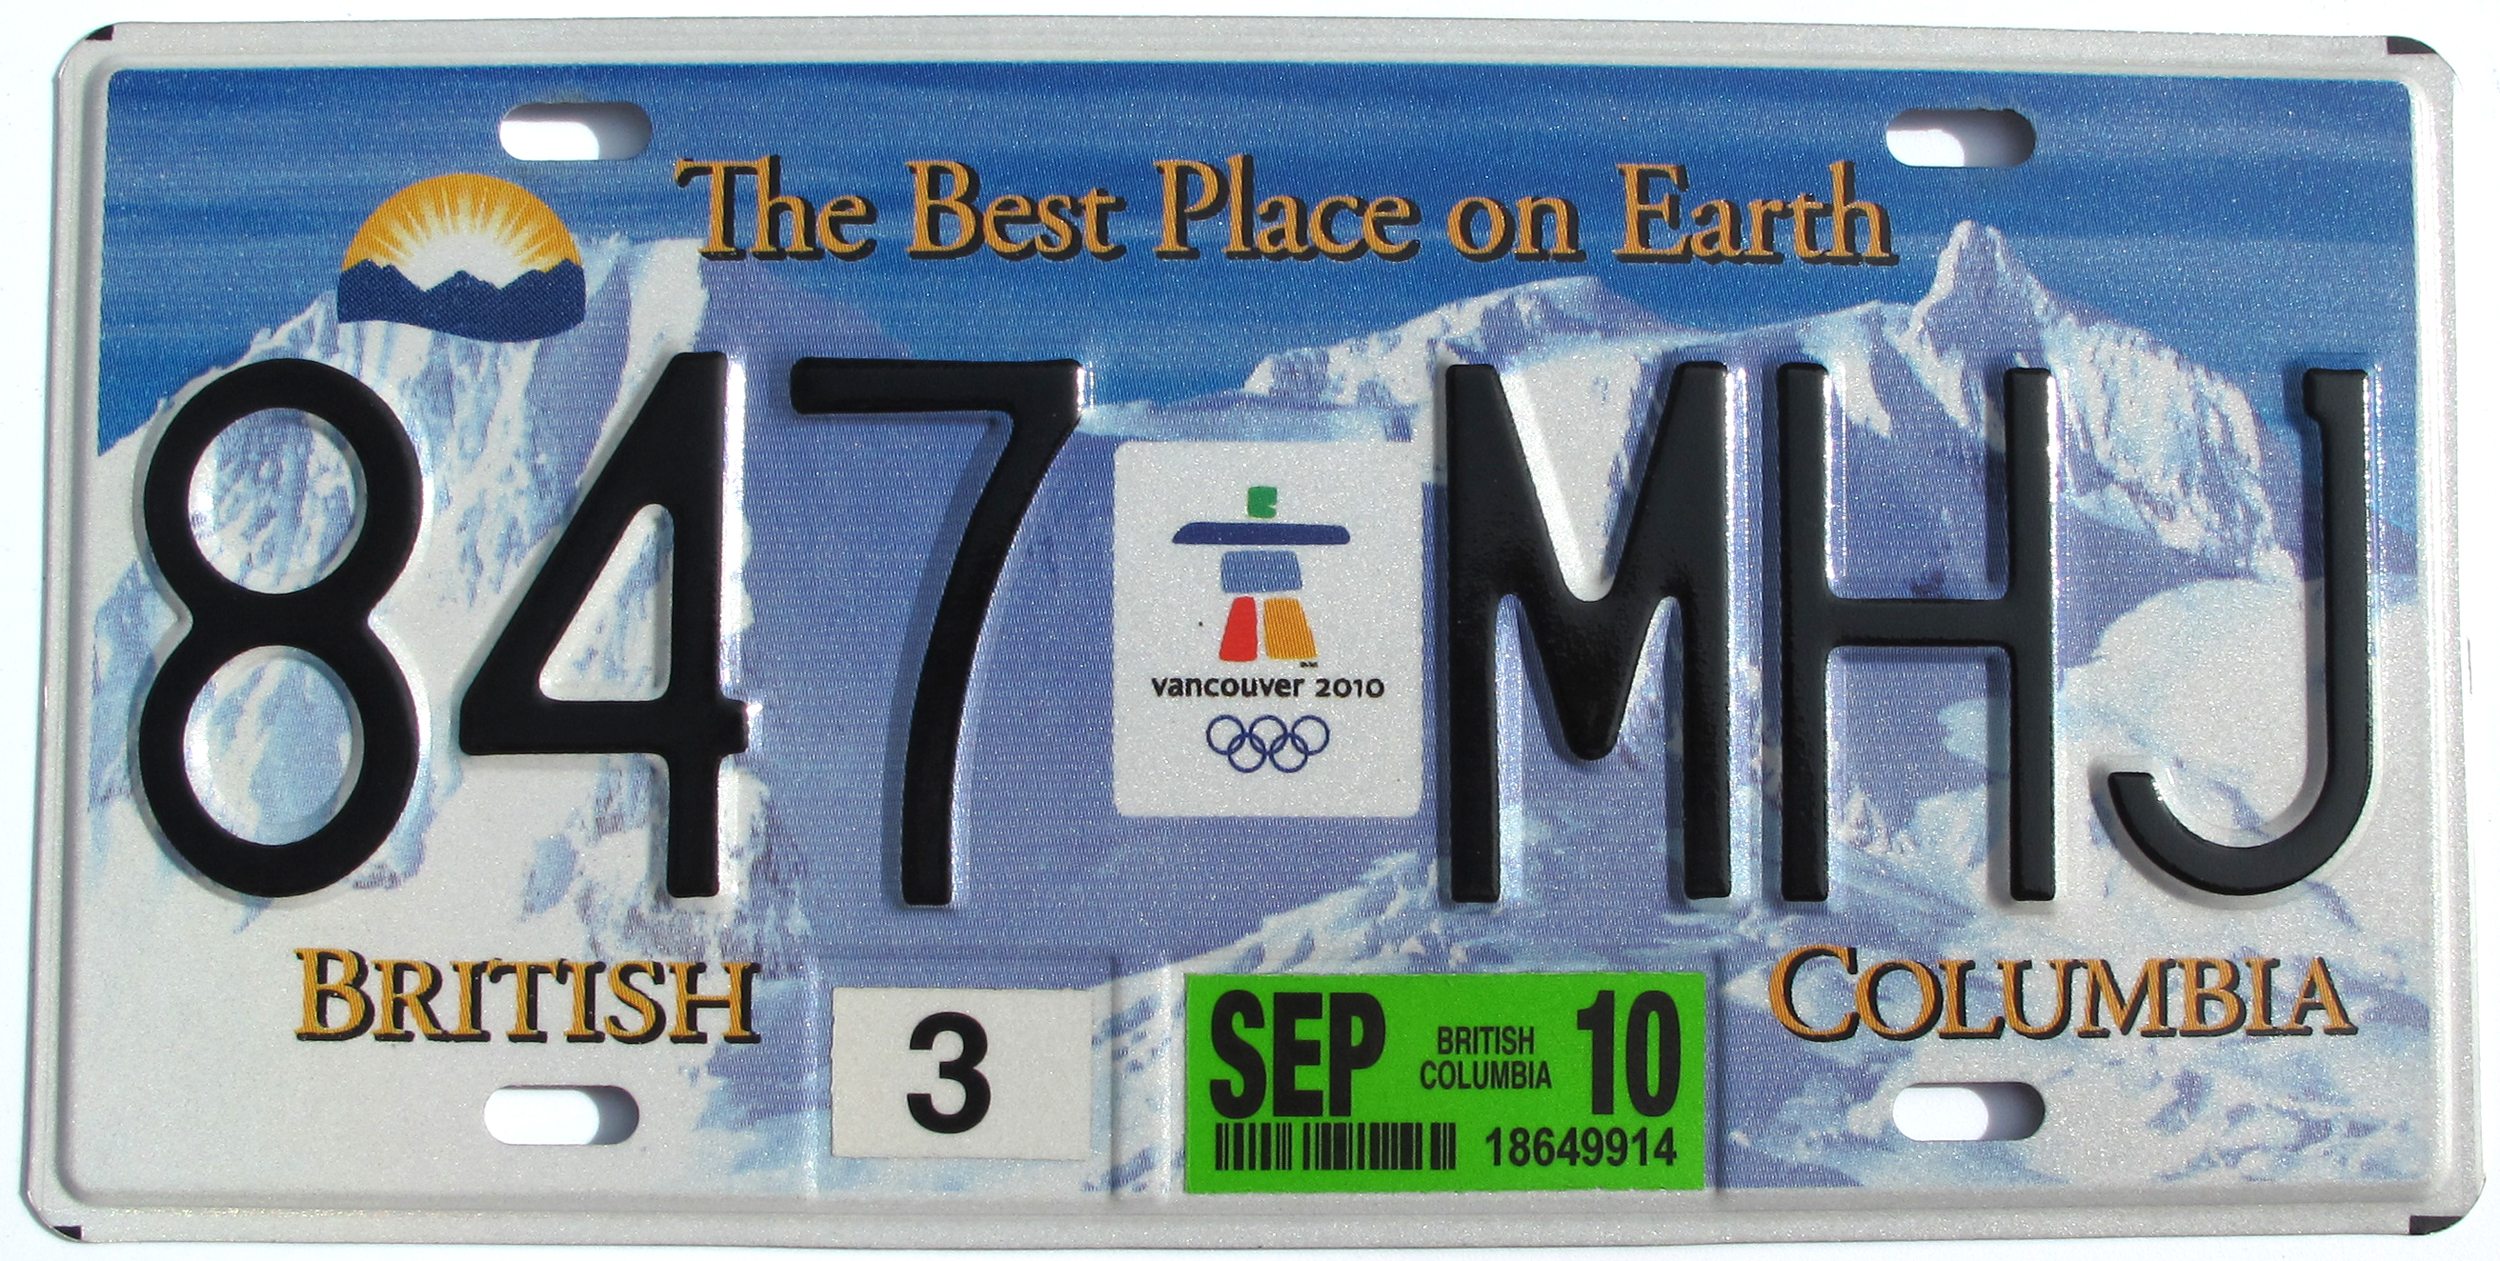 The Best Place on Earth
847 MHJ
vancouver 2010
BRITISH
COLUMBIA
3
SEP
BRITISH
COLUMBIA
10
18649914